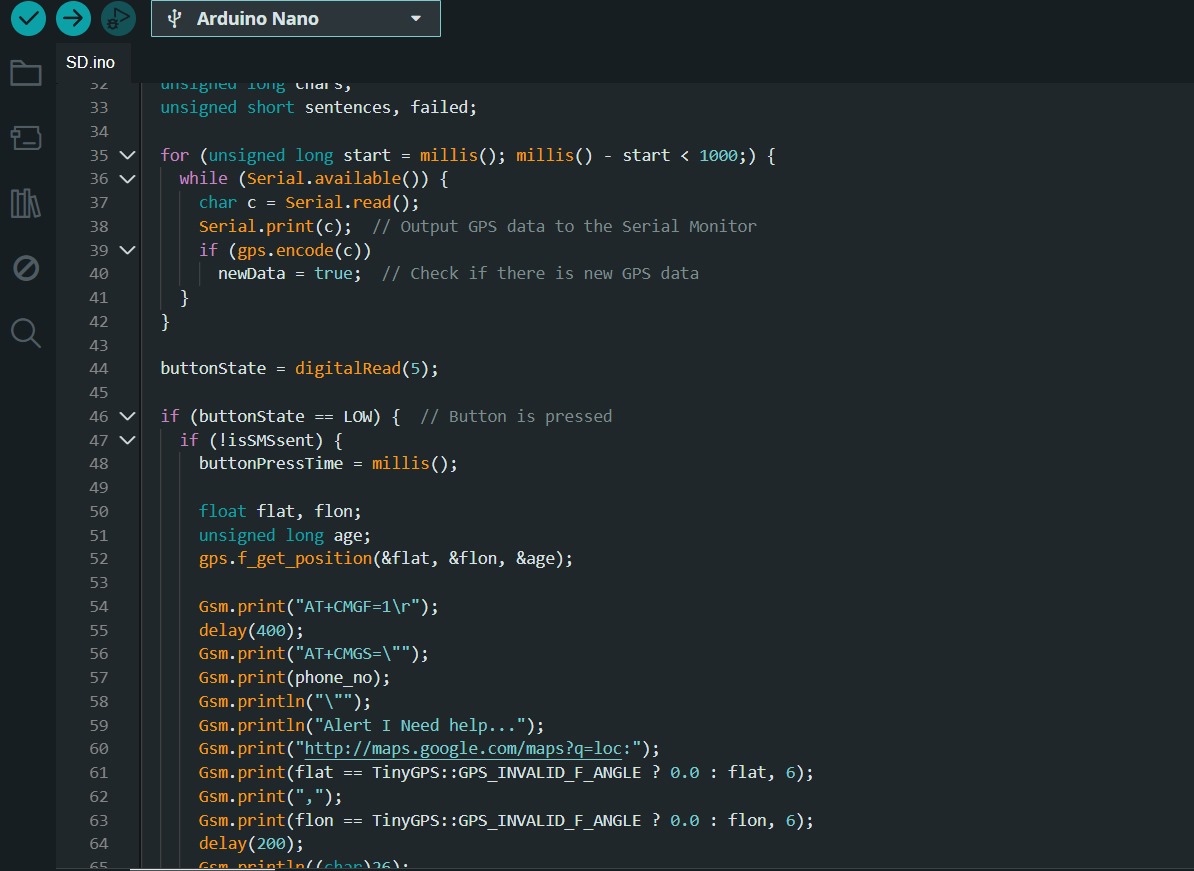 Arduino Nano
SD.ino
32 unsigned long chars;
33 unsigned short sentences, failed;
34
35 for (unsigned long start = millis(); millis() - start < 1000;) {
36 while (Serial.available()) {
37 char c = Serial.read();
38 Serial.print(c);  // Output GPS data to the Serial Monitor
39 if (gps.encode(c))
40 newData = true;  // Check if there is new GPS data
41 }
42 }
43
44 buttonState = digitalRead(5);
45
46 if (buttonState == LOW) {  // Button is pressed
47 if (!isSMSsent) {
48 buttonPressTime = millis();
49
50 float flat, flon;
51 unsigned long age;
52 gps.f_get_position(&flat, &flon, &age);
53
54 Gsm.print("AT+CMGF=1\r");
55 delay(400);
56 Gsm.print("AT+CMGS=\"");
57 Gsm.print(phone_no);
58 Gsm.println("\"");
59 Gsm.println("Alert I Need help...");
60 Gsm.print("http://maps.google.com/maps?q=loc:");
61 Gsm.print(flat == TinyGPS::GPS_INVALID_F_ANGLE ? 0.0 : flat, 6);
62 Gsm.print(",");
63 Gsm.print(flon == TinyGPS::GPS_INVALID_F_ANGLE ? 0.0 : flon, 6);
64 delay(200);
65 Gsm.println((char)26);